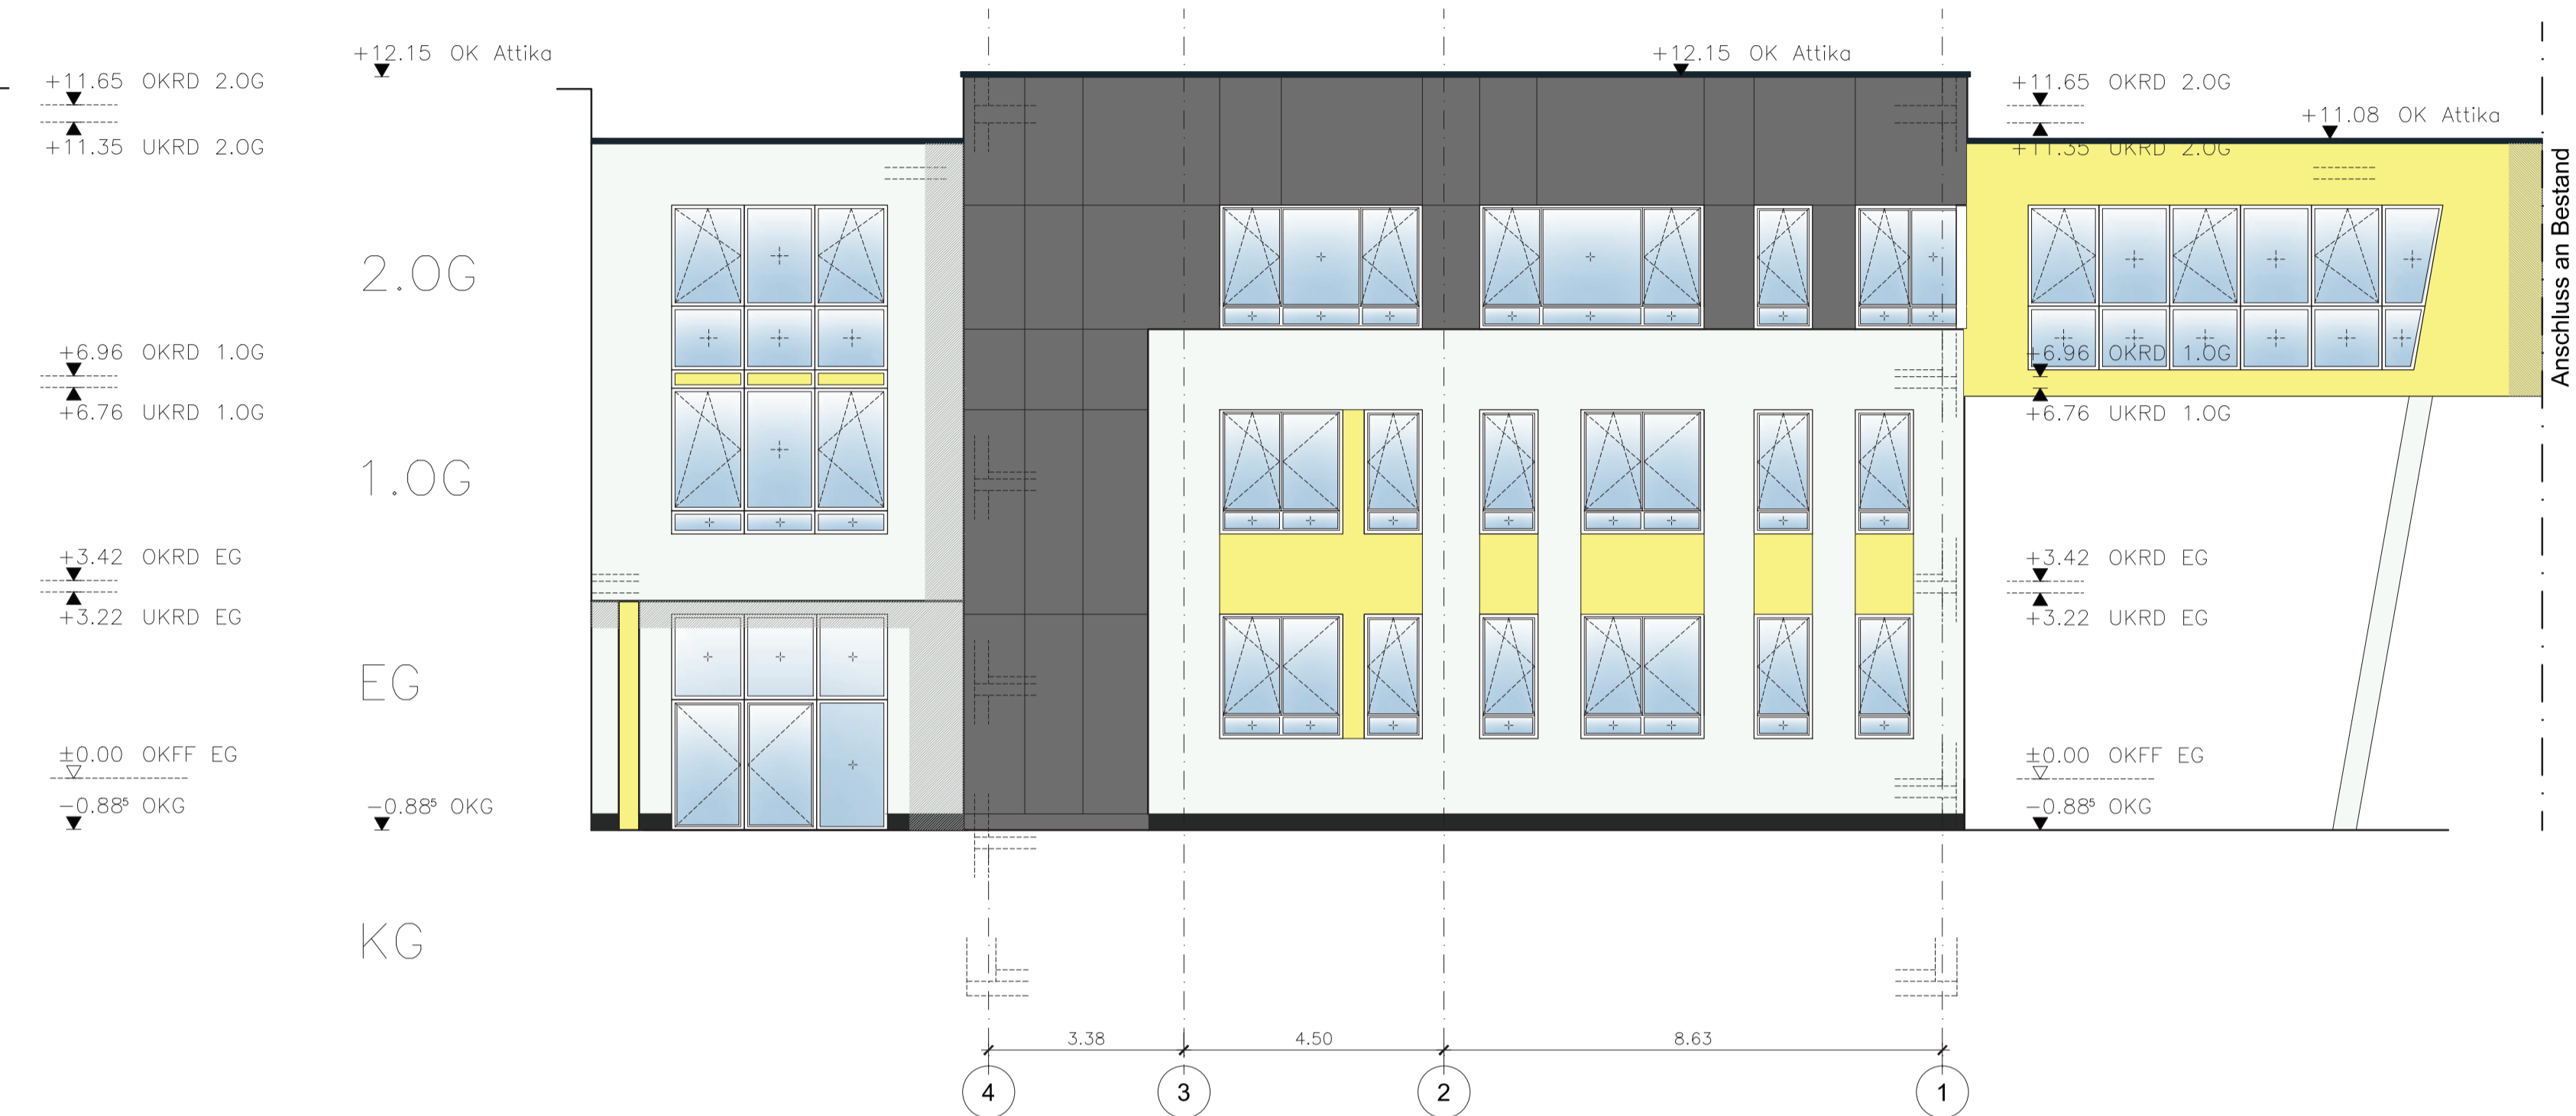 +12.15 OK Attika
+12.15 OK Attika
+11.65 OKRD 2.OG
+11.65 OKRD 2.OG
+11.08 OK Attika
+11.35 UKRD 2.OG
+11.35 UKRD 2.OG
Anschluss an Bestand
2.OG
+6.96 OKRD 1.OG
+6.96 OKRD 1.OG
+6.76 UKRD 1.OG
+6.76 UKRD 1.OG
1.OG
+3.42 OKRD EG
+3.42 OKRD EG
+3.22 UKRD EG
+3.22 UKRD EG
EG
±0.00 OKFF EG
±0.00 OKFF EG
−0.88⁵ OKG
−0.88⁵ OKG
−0.88⁵ OKG
KG
3.38
4.50
8.63
4
3
2
1